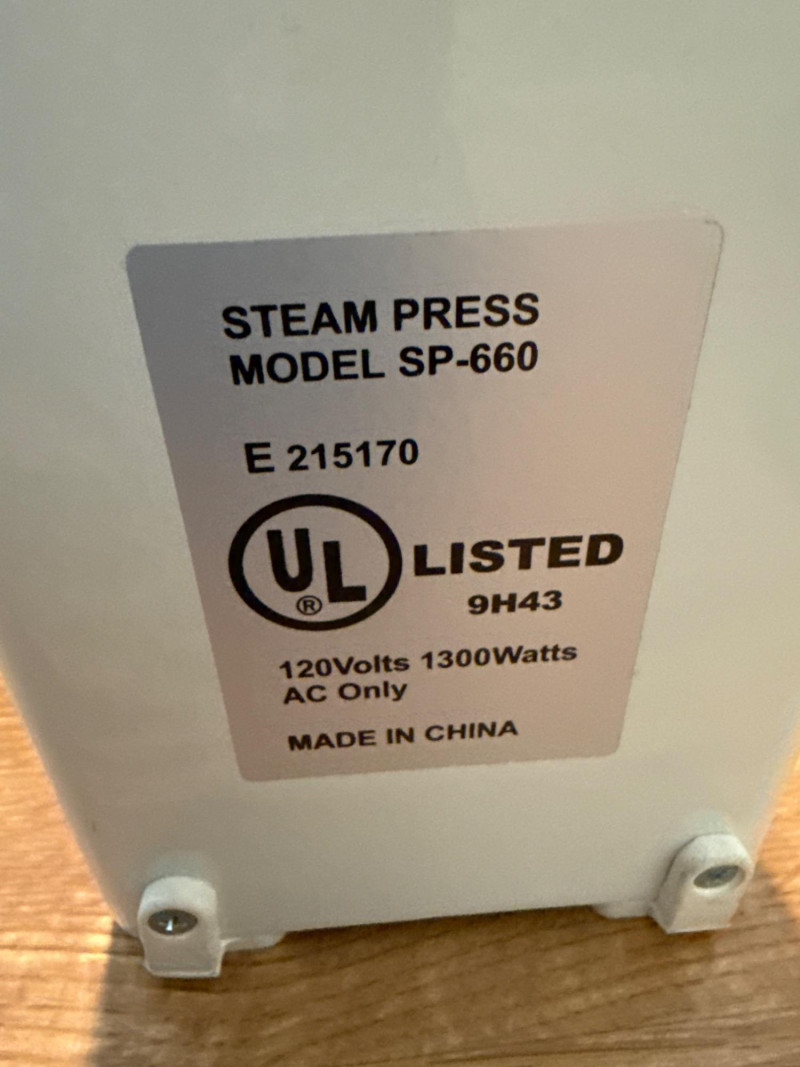 STEAM PRESS
MODEL SP-660
E 215170
UL® LISTED
9H43
120Volts 1300Watts
AC Only
MADE IN CHINA